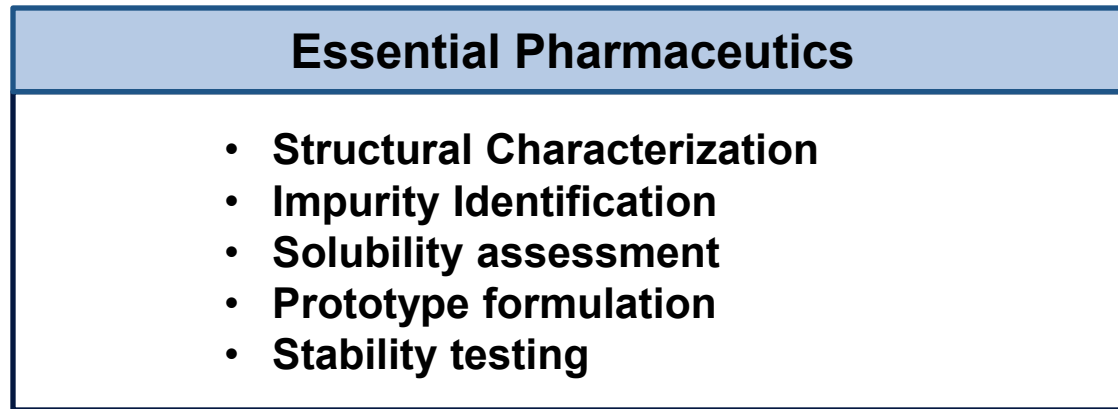 Essential Pharmaceutics
• Structural Characterization
• Impurity Identification
• Solubility assessment
• Prototype formulation
• Stability testing